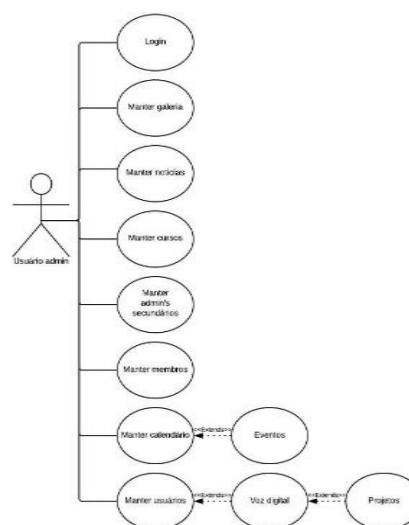 Login
Manter galeria
Manter notícias
Manter cursos
Usuário admin
Manter
admin's
secundários
Manter membros
Manter calendário
<<Extends>>
Eventos
Manter usuários
<<Extends>>
Voz digital
<<Extends>>
Projetos